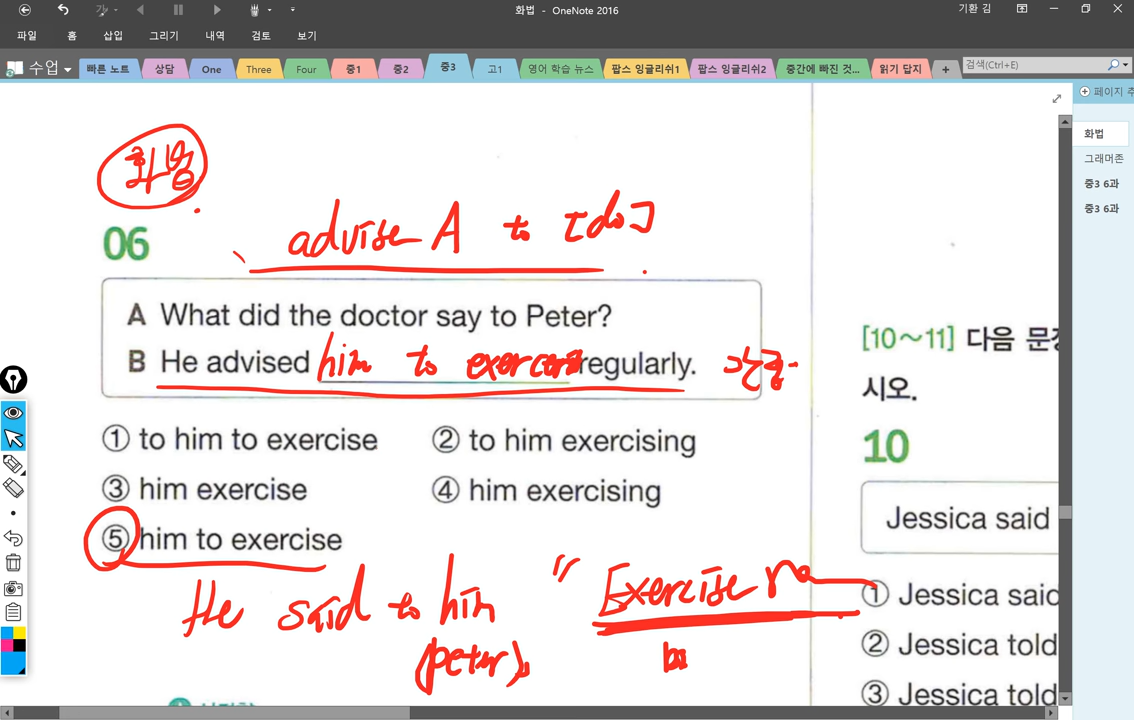 화법 - OneNote 2016
기환 김
파일 홈 삽입 그리기 내역 검토 보기
수업 빠른 노트 상담 One Three Four 중1 중2 중3 고1 영어 학습 뉴스 팝스 잉글리쉬1 팝스 잉글리쉬2 중간에 빠진 것... 읽기 답지 + 검색(Ctrl+E)
페이지 추
화법
그래머존
중3 6과
중3 6과
화법
advise A to [do]
06
A What did the doctor say to Peter?
B He advised him to exercise regularly.
① to him to exercise
② to him exercising
③ him exercise
④ him exercising
⑤ him to exercise
He said to him " Exercise re
(peter)
[10~11] 다음 문장
시오.
10
Jessica said
① Jessica said
② Jessica told
③ Jessica told